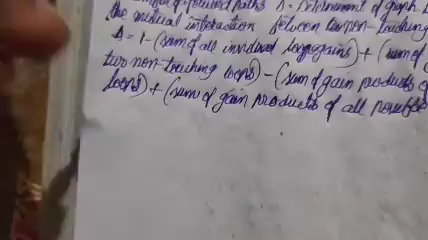 of forward paths Δ = Determinant of graph
the mutual interaction between non-touching
Δ = 1 - (sum of all individual loop gains) + (sum of
two non-touching loops) - (sum of gain products of
loops) + (sum of gain products of all possible